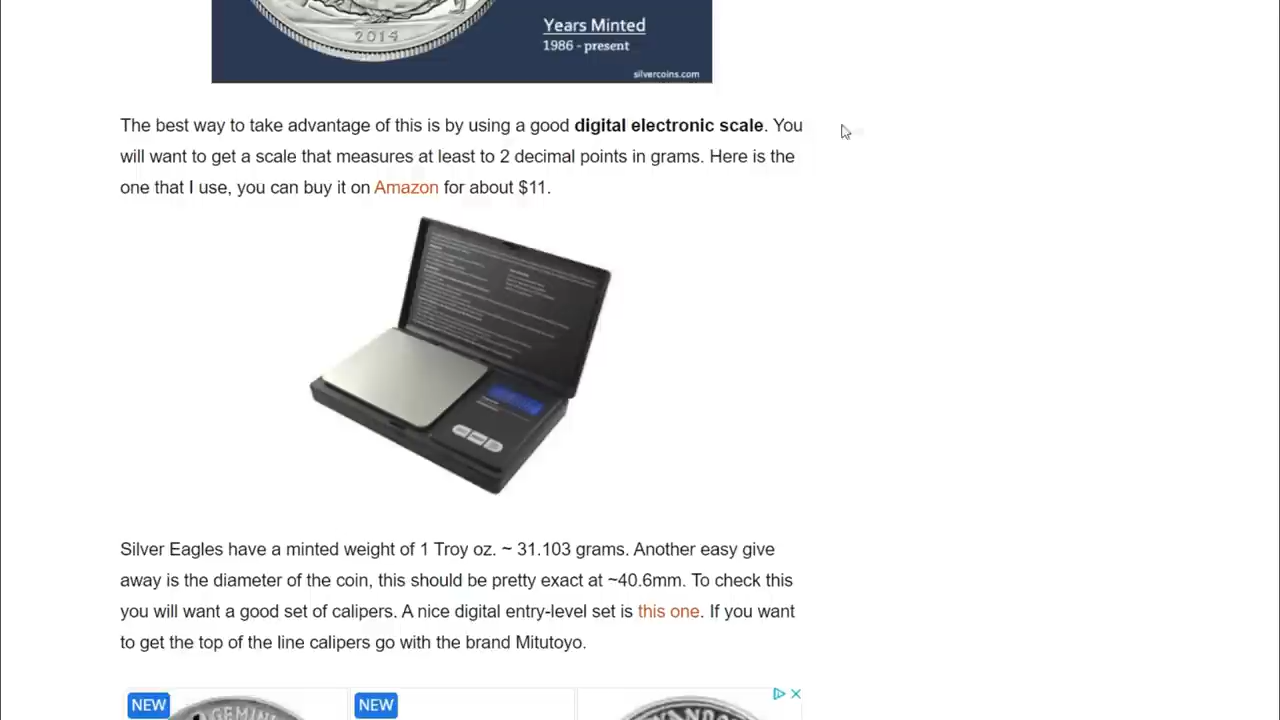 2014
Years Minted
1986 - present
silvercoins.com
The best way to take advantage of this is by using a good digital electronic scale. You
will want to get a scale that measures at least to 2 decimal points in grams. Here is the
one that I use, you can buy it on Amazon for about $11.
Silver Eagles have a minted weight of 1 Troy oz. ~ 31.103 grams. Another easy give
away is the diameter of the coin, this should be pretty exact at ~40.6mm. To check this
you will want a good set of calipers. A nice digital entry-level set is this one. If you want
to get the top of the line calipers go with the brand Mitutoyo.
NEW
NEW
GEMINI